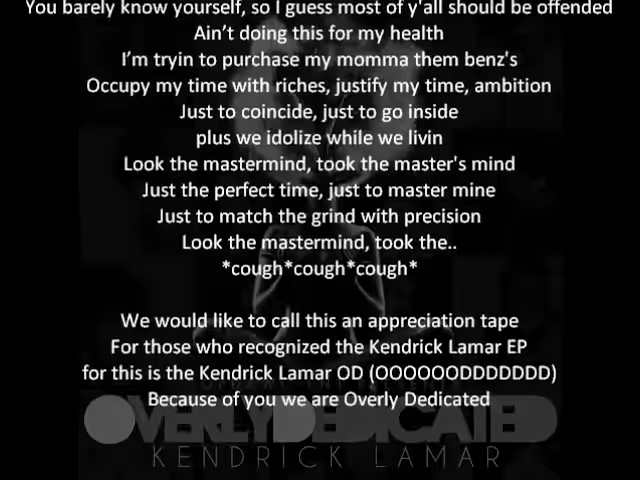 You barely know yourself, so I guess most of y'all should be offended
Ain't doing this for my health
I'm tryin to purchase my momma them benz's
Occupy my time with riches, justify my time, ambition
Just to coincide, just to go inside
plus we idolize while we livin
Look the mastermind, took the master's mind
Just the perfect time, just to master mine
Just to match the grind with precision
Look the mastermind, took the..
*cough*cough*cough*
We would like to call this an appreciation tape
For those who recognized the Kendrick Lamar EP
for this is the Kendrick Lamar OD (OOOOOODDDDDDD)
Because of you we are Overly Dedicated
OVERLY DEDICATED
KENDRICK LAMAR